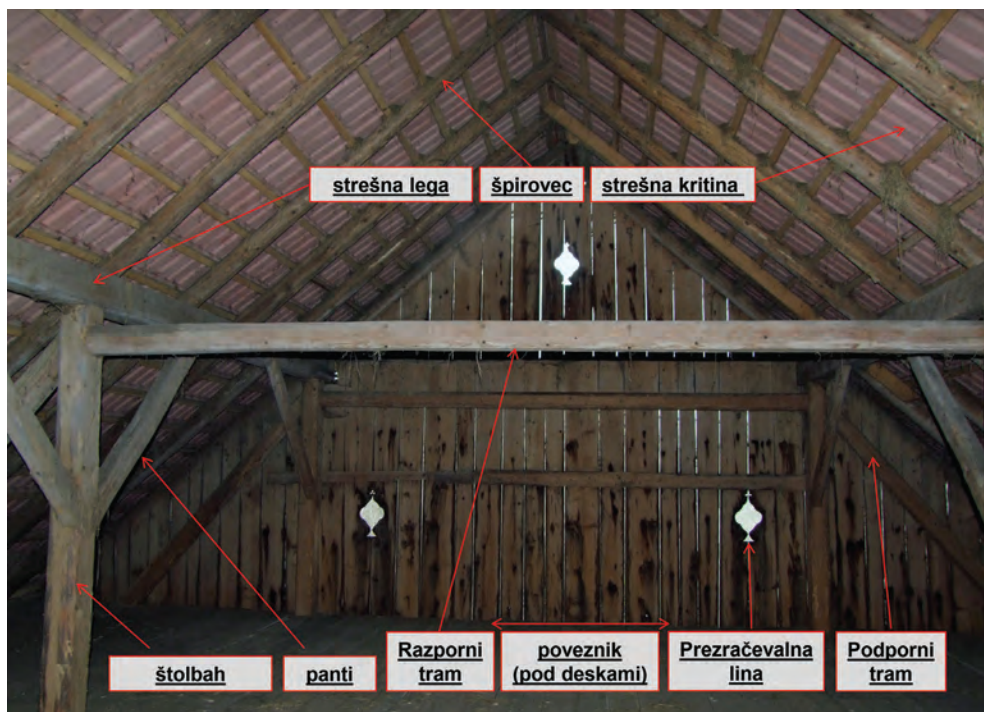 strešna lega
špirovec
strešna kritina
štolbah
panti
Razporni
tram
poveznik
(pod deskami)
Prezračevalna
lina
Podporni
tram